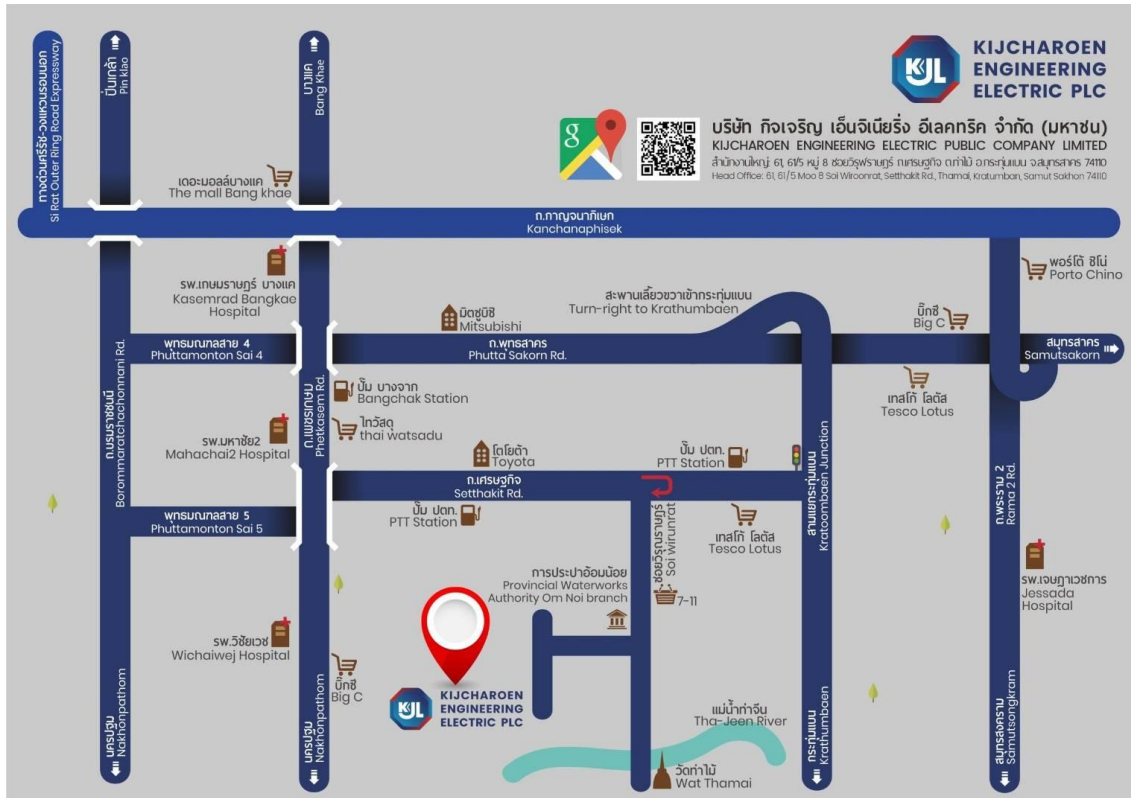 ทางด่วนศรีรัช-วงแหวนรอบนอก
Si Rat Outer Ring Road Expressway
ปิ่นเกล้า
Pin klao
บางแค
Bang Khae
KJL
KIJCHAROEN
ENGINEERING
ELECTRIC PLC
g
บริษัท กิจเจริญ เอ็นจิเนียริ่ง อีเลคทริค จำกัด (มหาชน)
KIJCHAROEN ENGINEERING ELECTRIC PUBLIC COMPANY LIMITED
สำนักงานใหญ่: 61, 61/5 หมู่ 8 ซอยวิรุฬราษฎร์ ถ.เศรษฐกิจ ต.ท่าไม้ อ.กระทุ่มแบน จ.สมุทรสาคร 74110
Head Office: 61, 61/5 Moo 8 Soi Wiroonrat, Setthakit Rd., Thamai, Kratumban, Samut Sakhon 74110
เดอะมอลล์บางแค
The mall Bang khae
ถ.กาญจนาภิเษก
Kanchanaphisek
รพ.เกษมราษฎร์ บางแค
Kasemrad Bangkae
Hospital
มิตซูบิชิ
Mitsubishi
สะพานเลี้ยวขวาเข้ากระทุ่มแบน
Turn-right to Krathumbaen
บิ๊กซี
Big C
พอร์โต้ ชิโน่
Porto Chino
พุทธมณฑลสาย 4
Phuttamonton Sai 4
ถ.พุทธสาคร
Phutta Sakorn Rd.
สมุทรสาคร
Samutsakorn
ถ.บรมราชชนนี
Borommaratchachonnani Rd.
ถ.เพชรเกษม
Phetkasem Rd.
ปั๊ม บางจาก
Bangchak Station
ไทวัสดุ
thai watsadu
เทสโก้ โลตัส
Tesco Lotus
รพ.มหาชัย2
Mahachai2 Hospital
โตโยต้า
Toyota
ปั๊ม ปตท.
PTT Station
สามแยกกระทุ่มแบน
Kratoombaen Junction
ถ.พระราม 2
Rama 2 Rd.
ถ.เศรษฐกิจ
Setthakit Rd.
พุทธมณฑลสาย 5
Phuttamonton Sai 5
ปั๊ม ปตท.
PTT Station
ซอยวิรุณราษฎร์
Soi Wirunrat
เทสโก้ โลตัส
Tesco Lotus
การประปาอ้อมน้อย
Provincial Waterworks
Authority Om Noi branch
7-11
รพ.เจษฎาเวชการ
Jessada
Hospital
รพ.วิชัยเวช
Wichaiwej Hospital
บิ๊กซี
Big C
KJL
KIJCHAROEN
ENGINEERING
ELECTRIC PLC
แม่น้ำท่าจีน
Tha-Jeen River
วัดท่าไม้
Wat Thamai
นครปฐม
Nakhonpathom
นครปฐม
Nakhonpathom
กระทุ่มแบน
Krathumbaen
สมุทรสงคราม
Samutsongkram